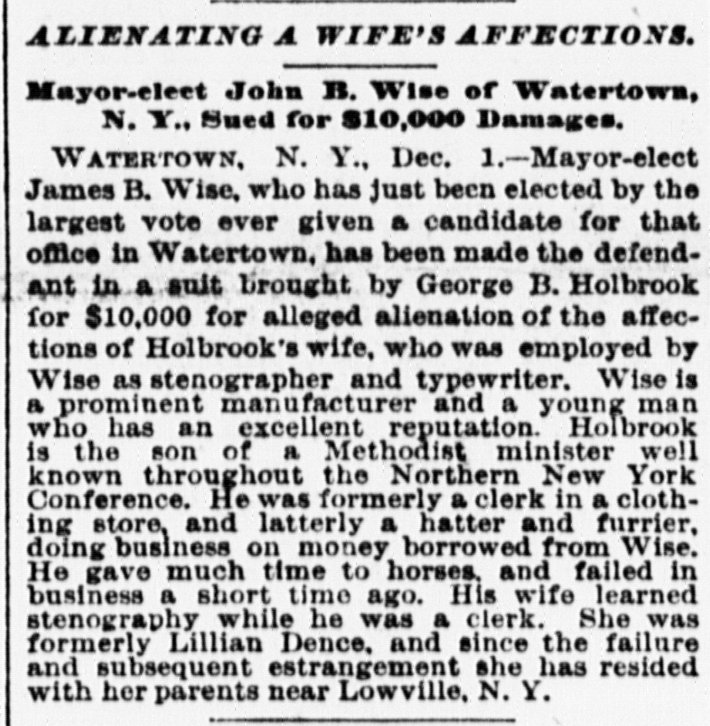 ALIENATING A WIFE'S AFFECTIONS.
Mayor-elect John B. Wise of Watertown,
N. Y., Sued for $10,000 Damages.
WATERTOWN, N. Y., Dec. 1.—Mayor-elect
James B. Wise, who has just been elected by the
largest vote ever given a candidate for that
office in Watertown, has been made the defend-
ant in a suit brought by George B. Holbrook
for $10,000 for alleged alienation of the affec-
tions of Holbrook's wife, who was employed by
Wise as stenographer and typewriter. Wise is
a prominent manufacturer and a young man
who has an excellent reputation. Holbrook
is the son of a Methodist minister well
known throughout the Northern New York
Conference. He was formerly a clerk in a cloth-
ing store, and latterly a hatter and furrier,
doing business on money borrowed from Wise.
He gave much time to horses, and failed in
business a short time ago. His wife learned
stenography while he was a clerk. She was
formerly Lillian Dence, and since the failure
and subsequent estrangement she has resided
with her parents near Lowville, N. Y.